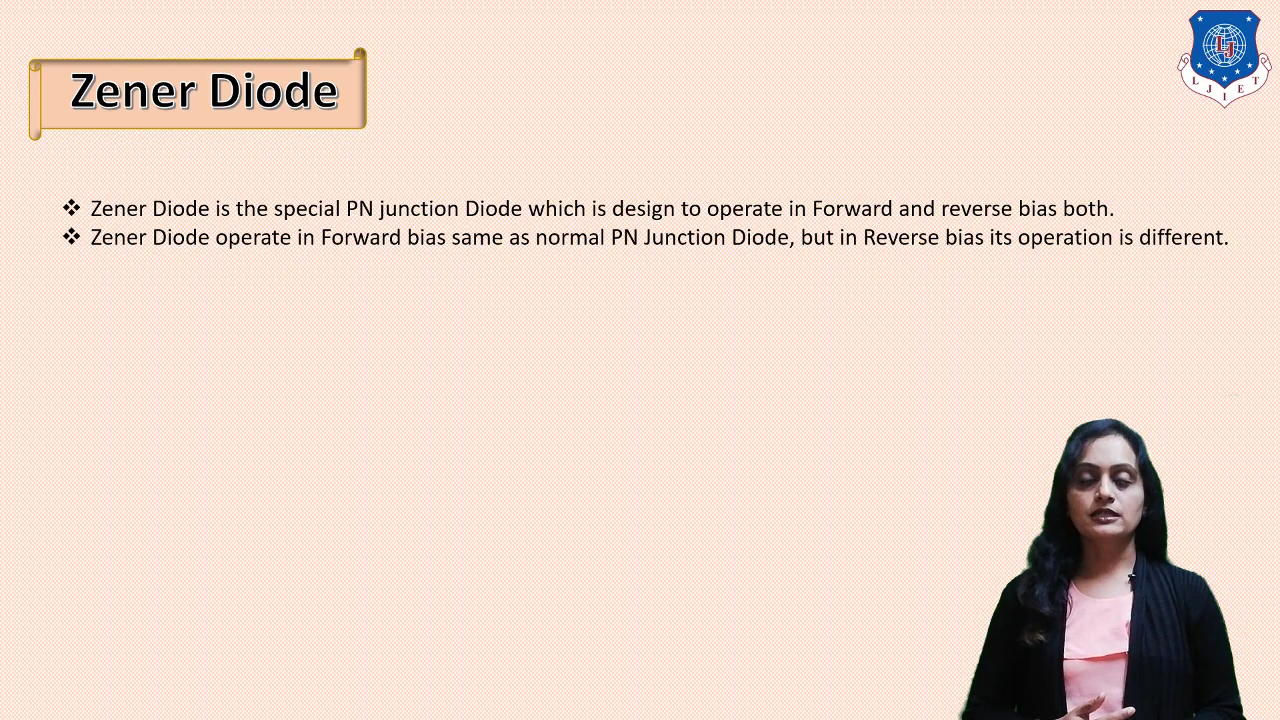 Zener Diode
❖ Zener Diode is the special PN junction Diode which is design to operate in Forward and reverse bias both.
❖ Zener Diode operate in Forward bias same as normal PN Junction Diode, but in Reverse bias its operation is different.
LJ
L J I E T